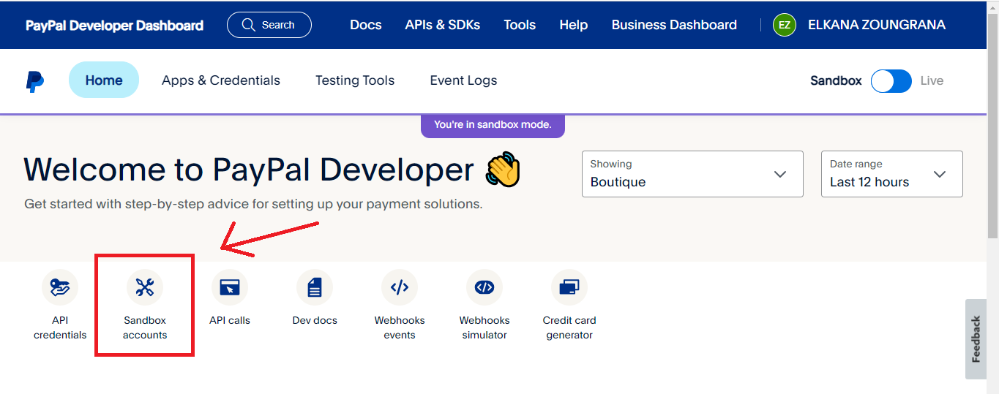 PayPal Developer Dashboard
Search
Docs
APIs & SDKs
Tools
Help
Business Dashboard
EZ
ELKANA ZOUNGRANA
Home
Apps & Credentials
Testing Tools
Event Logs
Sandbox
Live
You're in sandbox mode.
Welcome to PayPal Developer
Get started with step-by-step advice for setting up your payment solutions.
Showing
Boutique
Date range
Last 12 hours
API
credentials
Sandbox
accounts
API calls
Dev docs
Webhooks
events
Webhooks
simulator
Credit card
generator
Feedback